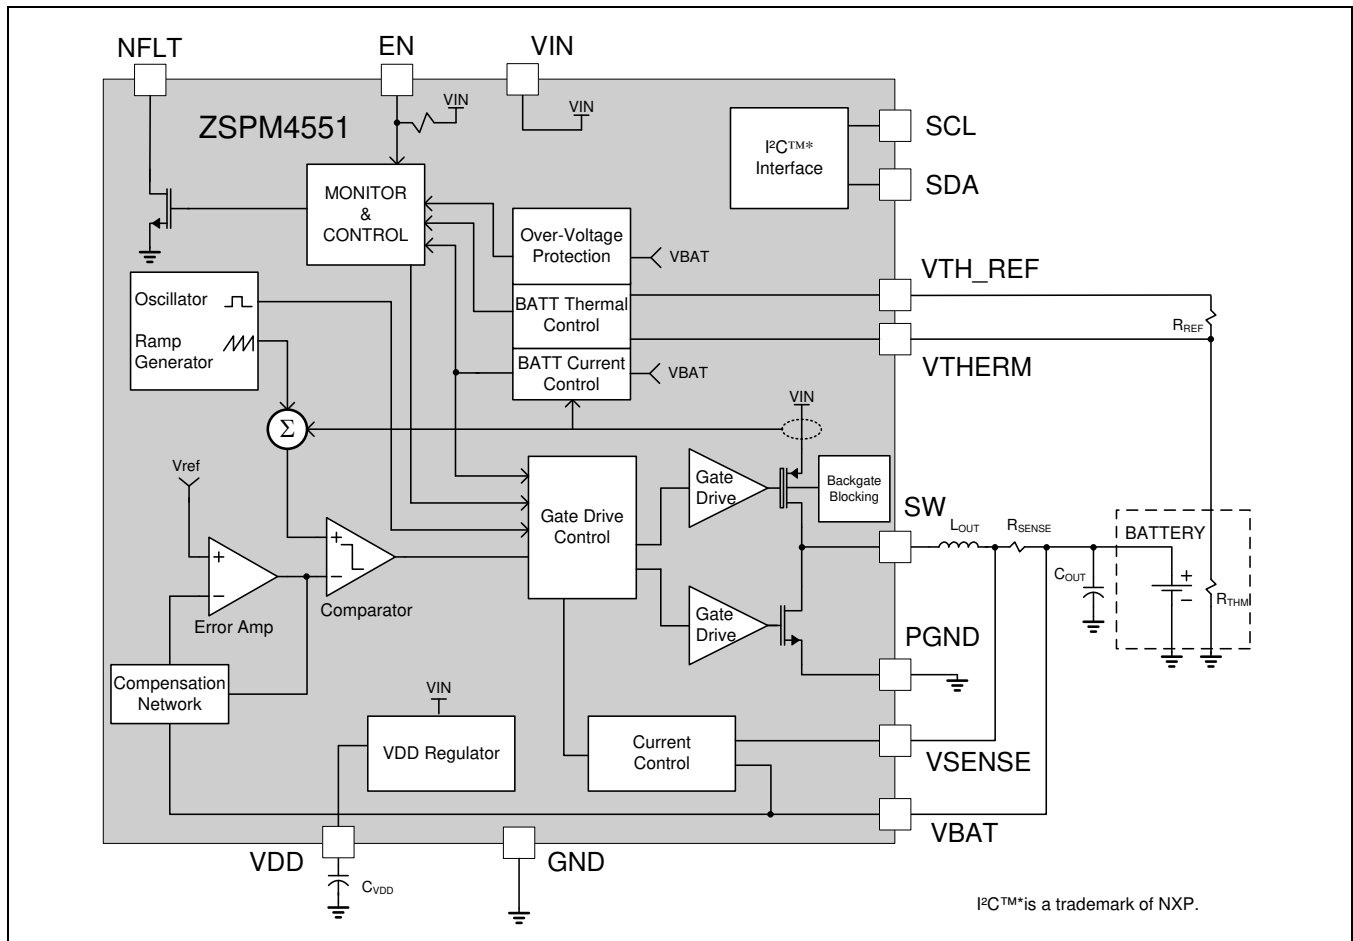 NFLT
EN
VIN
ZSPM4551
VIN
VIN
I²C™*
Interface
SCL
SDA
MONITOR
&
CONTROL
Over-Voltage
Protection
VBAT
VTH_REF
Oscillator
Ramp
Generator
BATT Thermal
Control
RREF
VTHERM
BATT Current
Control
VBAT
VIN
Σ
Vref
Gate
Drive
Backgate
Blocking
SW
LOUT
RSENSE
BATTERY
Gate Drive
Control
+
−
+
−
Comparator
Error Amp
COUT
+
−
RTHM
Gate
Drive
PGND
Compensation
Network
VIN
VDD Regulator
Current
Control
VSENSE
VBAT
VDD
GND
CVDD
I²C™*is a trademark of NXP.